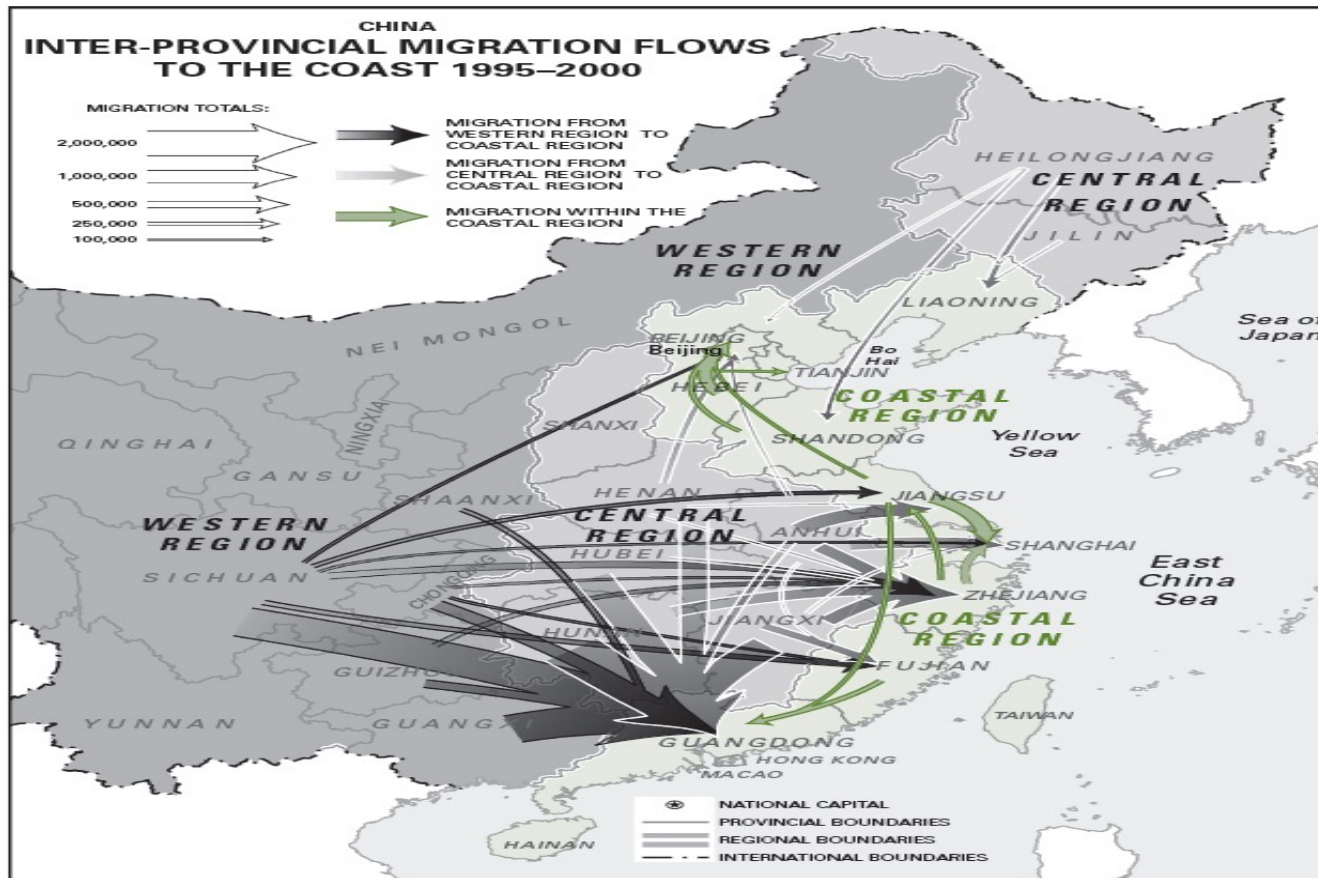 CHINA
INTER-PROVINCIAL MIGRATION FLOWS
TO THE COAST 1995–2000
MIGRATION TOTALS:
2,000,000
1,000,000
500,000
250,000
100,000
MIGRATION FROM
WESTERN REGION TO
COASTAL REGION
MIGRATION FROM
CENTRAL REGION TO
COASTAL REGION
MIGRATION WITHIN THE
COASTAL REGION
HEILONGJIANG
CENTRAL
REGION
JILIN
WESTERN
REGION
LIAONING
NEI MONGOL
Sea of
Japan
BEIJING
Beijing
Bo
Hai
TIANJIN
HEBEI
COASTAL
REGION
NINGXIA
SHANXI
QINGHAI
SHANDONG
Yellow
Sea
GANSU
SHAANXI
HENAN
JIANGSU
WESTERN
REGION
CENTRAL
REGION
ANHUI
SHANGHAI
HUBEI
SICHUAN
East
China
Sea
CHONGQING
ZHEJIANG
JIANGXI
COASTAL
REGION
HUNAN
GUIZHOU
FUJIAN
YUNNAN
GUANGXI
TAIWAN
GUANGDONG
HONG KONG
MACAO
HAINAN
NATIONAL CAPITAL
PROVINCIAL BOUNDARIES
REGIONAL BOUNDARIES
INTERNATIONAL BOUNDARIES